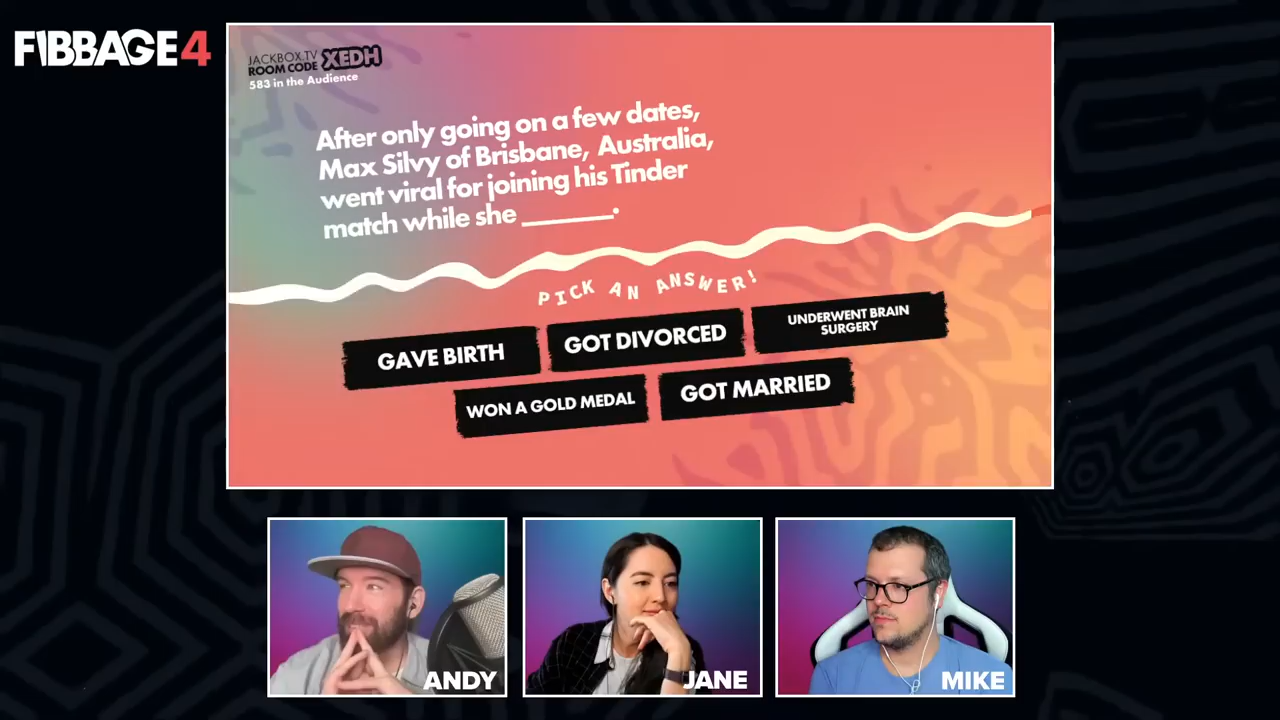 FIBBAGE 4
JACKBOX.TV
ROOM CODE XEDH
583 in the Audience
After only going on a few dates,
Max Silvy of Brisbane, Australia,
went viral for joining his Tinder
match while she ______.
PICK AN ANSWER!
GAVE BIRTH
GOT DIVORCED
UNDERWENT BRAIN
SURGERY
WON A GOLD MEDAL
GOT MARRIED
ANDY
JANE
MIKE